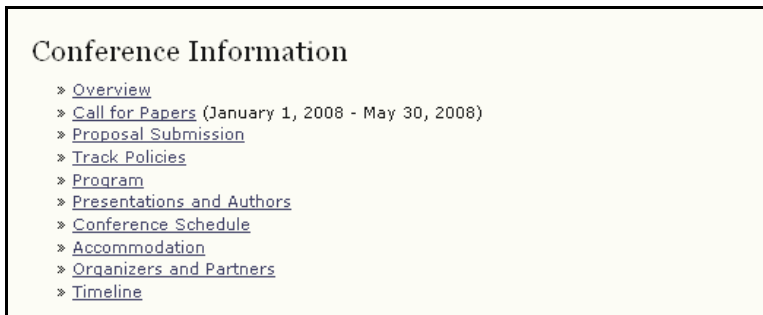 Conference Information
» Overview
» Call for Papers (January 1, 2008 - May 30, 2008)
» Proposal Submission
» Track Policies
» Program
» Presentations and Authors
» Conference Schedule
» Accommodation
» Organizers and Partners
» Timeline